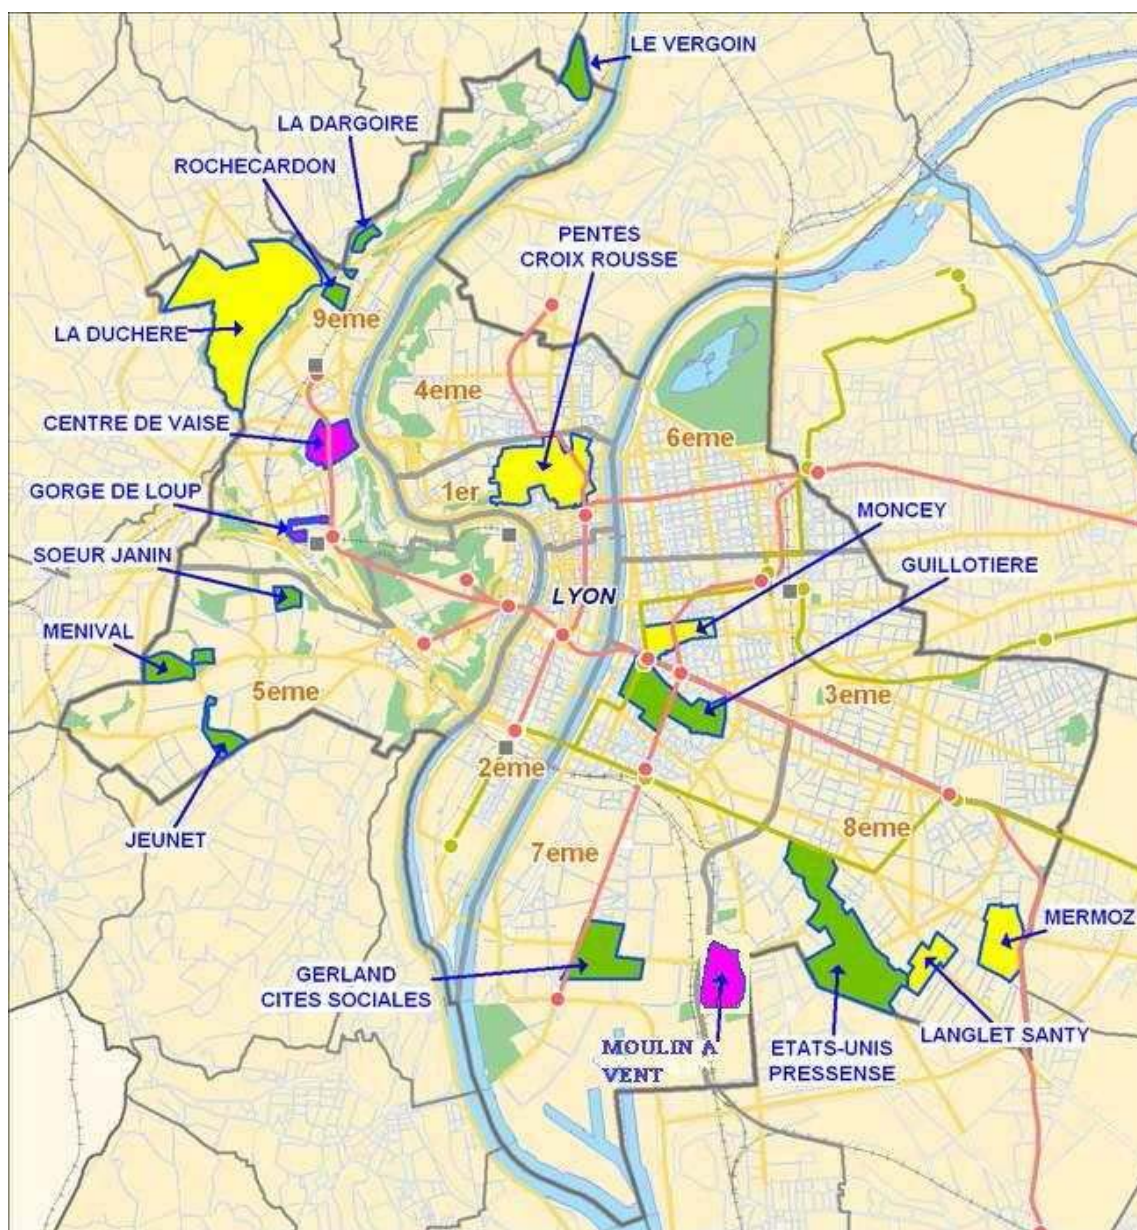 LE VERGOIN
LA DARGOIRE
ROCHECARDON
PENTES
CROIX ROUSSE
9eme
LA DUCHERE
4eme
CENTRE DE VAISE
6eme
GORGE DE LOUP
1er
MONCEY
SOEUR JANIN
GUILLOTIERE
LYON
MENIVAL
5eme
3eme
2eme
JEUNET
7eme
8eme
MERMOZ
GERLAND
CITES SOCIALES
LANGLET SANTY
MOULIN A
VENT
ETATS-UNIS
PRESSENSE